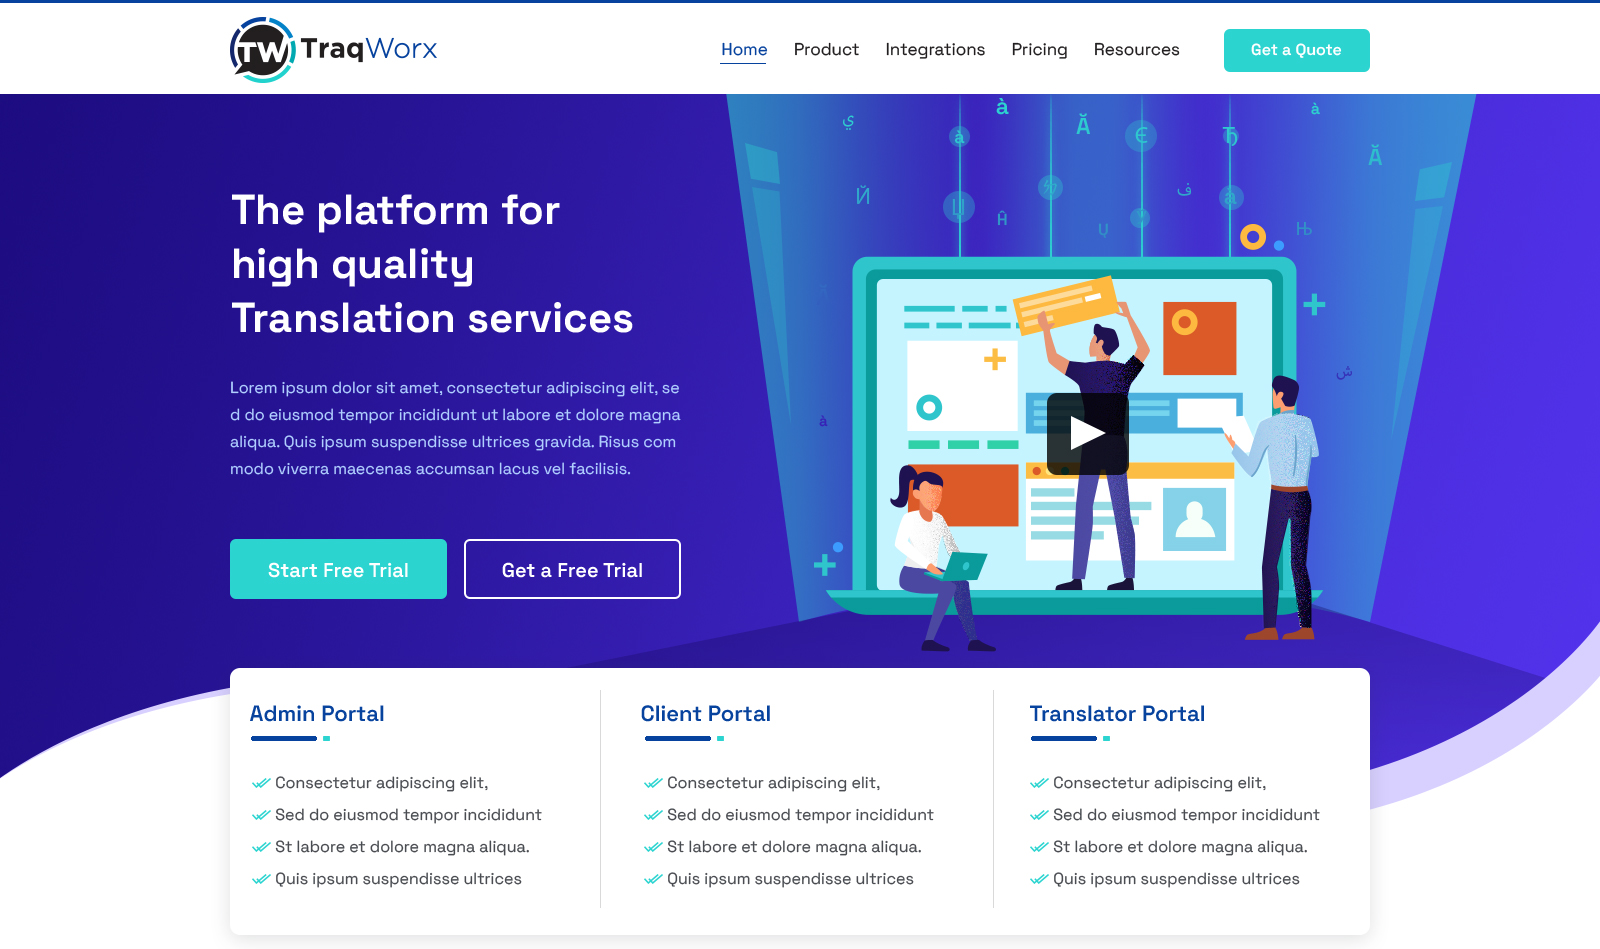 TW TraqWorx
Home Product Integrations Pricing Resources Get a Quote
ي
à
à
Ă
Є
Ђ
à
Ă
Й
Џ
Ĥ
ف
Џ
a
Њ
ش
à
The platform for
high quality
Translation services
Lorem ipsum dolor sit amet, consectetur adipiscing elit, se
d do eiusmod tempor incididunt ut labore et dolore magna
aliqua. Quis ipsum suspendisse ultrices gravida. Risus com
modo viverra maecenas accumsan lacus vel facilisis.
Start Free Trial Get a Free Trial
Admin Portal
Consectetur adipiscing elit,
Sed do eiusmod tempor incididunt
St labore et dolore magna aliqua.
Quis ipsum suspendisse ultrices
Client Portal
Consectetur adipiscing elit,
Sed do eiusmod tempor incididunt
St labore et dolore magna aliqua.
Quis ipsum suspendisse ultrices
Translator Portal
Consectetur adipiscing elit,
Sed do eiusmod tempor incididunt
St labore et dolore magna aliqua.
Quis ipsum suspendisse ultrices